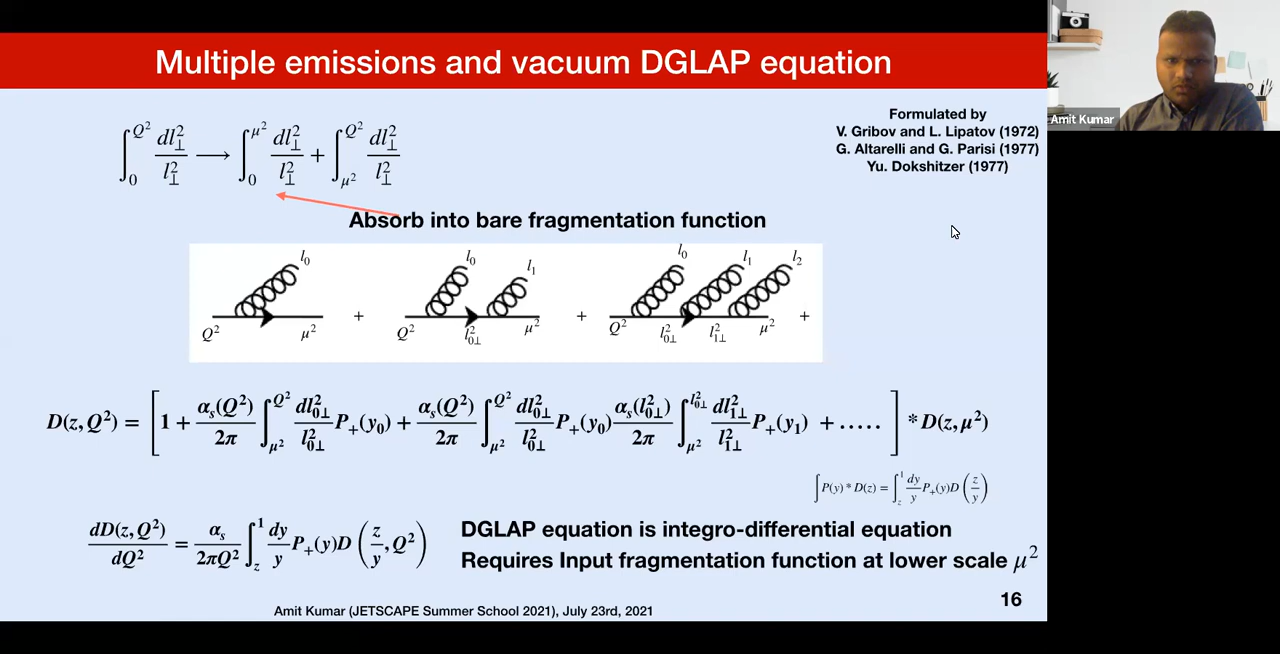 Multiple emissions and vacuum DGLAP equation
Amit Kumar
∫_0^{Q^2} dl_⊥^2 / l_⊥^2 ⟶ ∫_0^{μ^2} dl_⊥^2 / l_⊥^2 + ∫_{μ^2}^{Q^2} dl_⊥^2 / l_⊥^2
Formulated by
V. Gribov and L. Lipatov (1972)
G. Altarelli and G. Parisi (1977)
Yu. Dokshitzer (1977)
Absorb into bare fragmentation function
l_0 l_0 l_1 l_0 l_1 l_2
Q^2 μ^2 + Q^2 l_{0⊥}^2 μ^2 + Q^2 l_{0⊥}^2 l_{1⊥}^2 μ^2 +
D(z, Q^2) = [ 1 + α_s(Q^2)/2π ∫_{μ^2}^{Q^2} dl_{0⊥}^2 / l_{0⊥}^2 P_+(y_0) + α_s(Q^2)/2π ∫_{μ^2}^{Q^2} dl_{0⊥}^2 / l_{0⊥}^2 P_+(y_0) α_s(l_{0⊥}^2)/2π ∫_{μ^2}^{l_{0⊥}^2} dl_{1⊥}^2 / l_{1⊥}^2 P_+(y_1) + ..... ] * D(z, μ^2)
∫ P(y) * D(z) = ∫_z^1 dy/y P_+(y) D(z/y)
dD(z, Q^2)/dQ^2 = α_s/2πQ^2 ∫_z^1 dy/y P_+(y) D(z/y, Q^2)
DGLAP equation is integro-differential equation
Requires Input fragmentation function at lower scale μ^2
16
Amit Kumar (JETSCAPE Summer School 2021), July 23rd, 2021